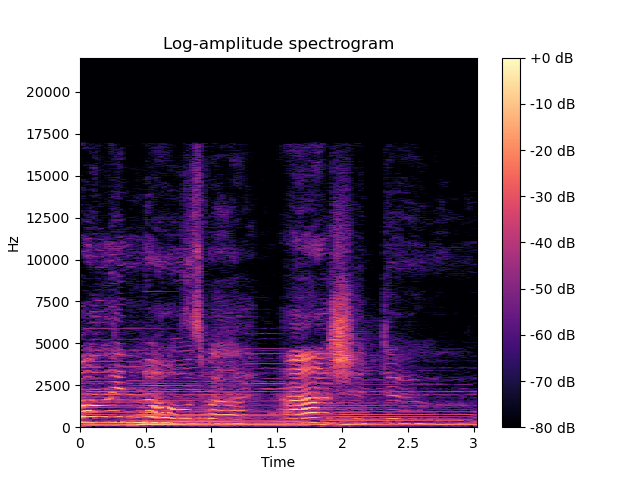 Log-amplitude spectrogram
20000
17500
15000
12500
10000
7500
5000
2500
0
Hz
0 0.5 1 1.5 2 2.5 3
Time
+0 dB
-10 dB
-20 dB
-30 dB
-40 dB
-50 dB
-60 dB
-70 dB
-80 dB